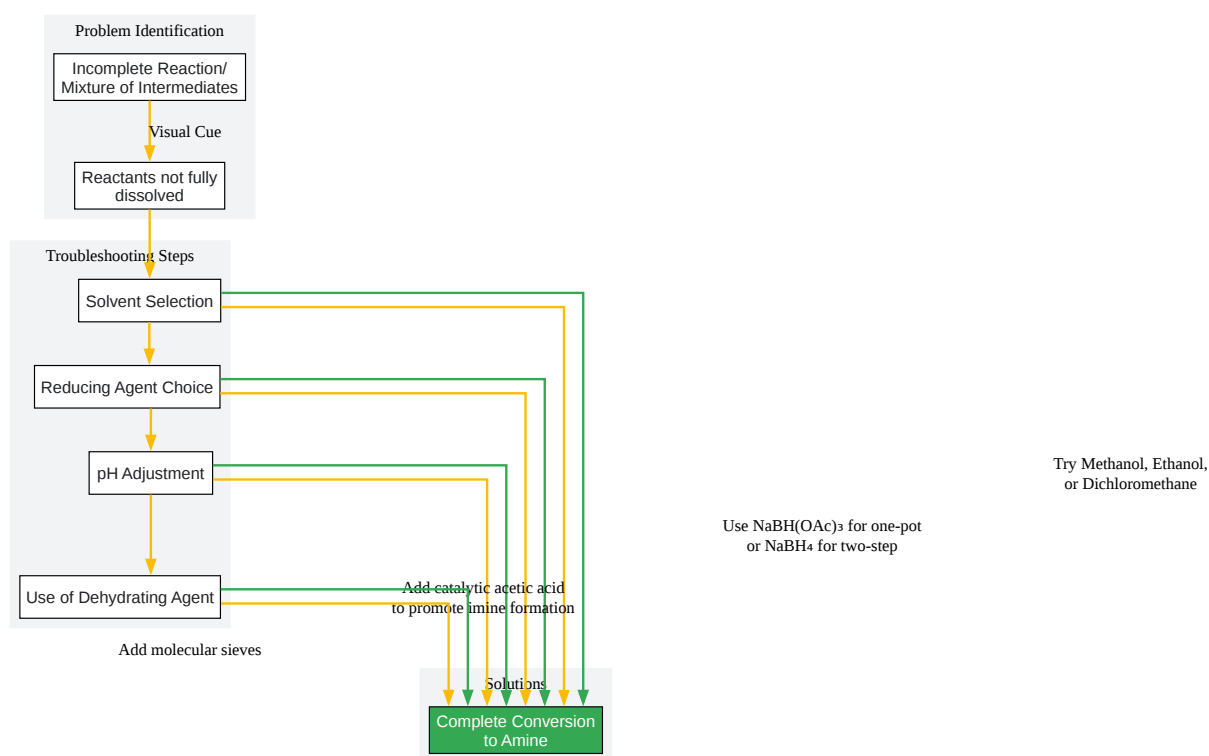 Problem Identification
Incomplete Reaction/
Mixture of Intermediates
Visual Cue
Reactants not fully
dissolved
Troubleshooting Steps
Solvent Selection
Reducing Agent Choice
pH Adjustment
Try Methanol, Ethanol,
or Dichloromethane
Use NaBH(OAc)₃ for one-pot
or NaBH₄ for two-step
Use of Dehydrating Agent
Add catalytic acetic acid
to promote imine formation
Add molecular sieves
Solutions
Complete Conversion
to Amine